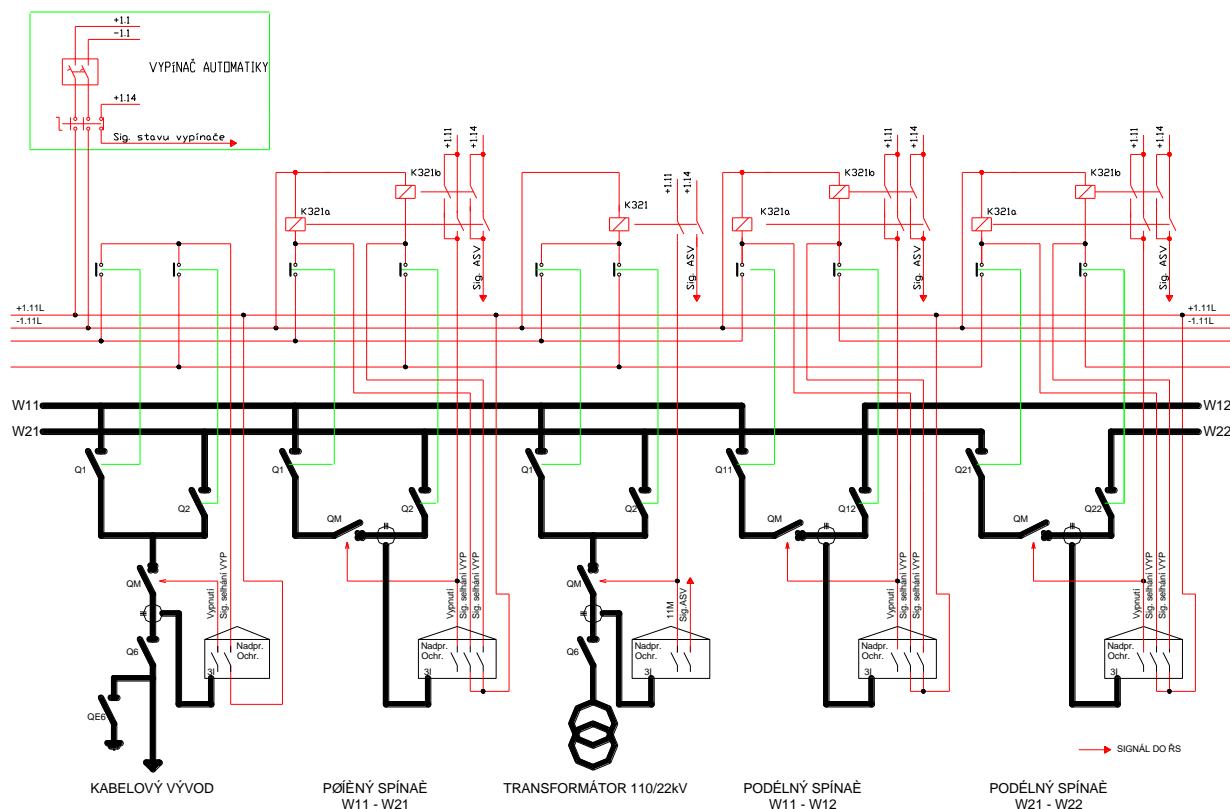 +1.1
-1.1
VYPÍNAČ AUTOMATIKY
+1.14
Sig. stavu vypínače
+1.11
+1.14
K321b
K321a
Sig. ASV
K321
+1.11
+1.14
Sig. ASV
+1.11
+1.14
K321b
K321a
Sig. ASV
+1.11
+1.14
K321b
K321a
Sig. ASV
+1.11L
-1.11L
+1.11L
-1.11L
W11
W21
W12
W22
Q1
Q2
QM
Q6
QE6
Vypnutí
Sig. selhání VYP
Nadpr.
Ochr.
3I
Q1
Q2
QM
Vypnutí
Sig. selhání VYP
Sig. selhání VYP
Nadpr.
Ochr.
3I
Q1
Q2
QM
Q6
11M
Sig.ASV
Nadpr.
Ochr.
3I
Q11
Q12
QM
Vypnutí
Sig. selhání VYP
Sig. selhání VYP
Nadpr.
Ochr.
3I
Q21
Q22
QM
Vypnutí
Sig. selhání VYP
Sig. selhání VYP
Nadpr.
Ochr.
3I
SIGNÁL DO ŘS
KABELOVÝ VÝVOD
PØÍÈNÝ SPÍNAÈ
W11 - W21
TRANSFORMÁTOR 110/22kV
PODÉLNÝ SPÍNAÈ
W11 - W12
PODÉLNÝ SPÍNAÈ
W21 - W22